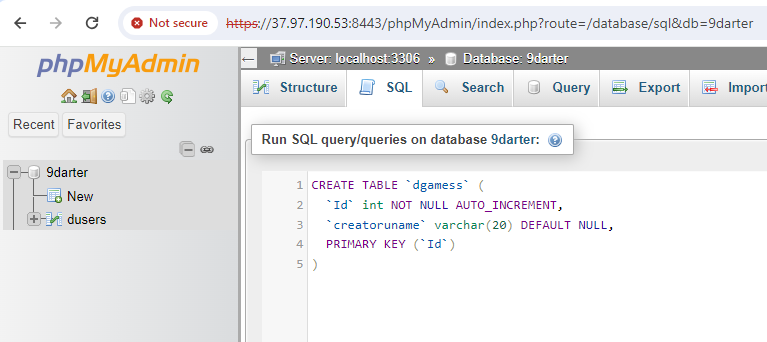 Not secure https://37.97.190.53:8443/phpMyAdmin/index.php?route=/database/sql&db=9darter
phpMyAdmin
Recent Favorites
9darter
New
dusers
Server: localhost:3306 » Database: 9darter
Structure SQL Search Query Export Import
Run SQL query/queries on database 9darter:
1 CREATE TABLE `dgamess` (
2 `Id` int NOT NULL AUTO_INCREMENT,
3 `creatoruname` varchar(20) DEFAULT NULL,
4 PRIMARY KEY (`Id`)
5 )